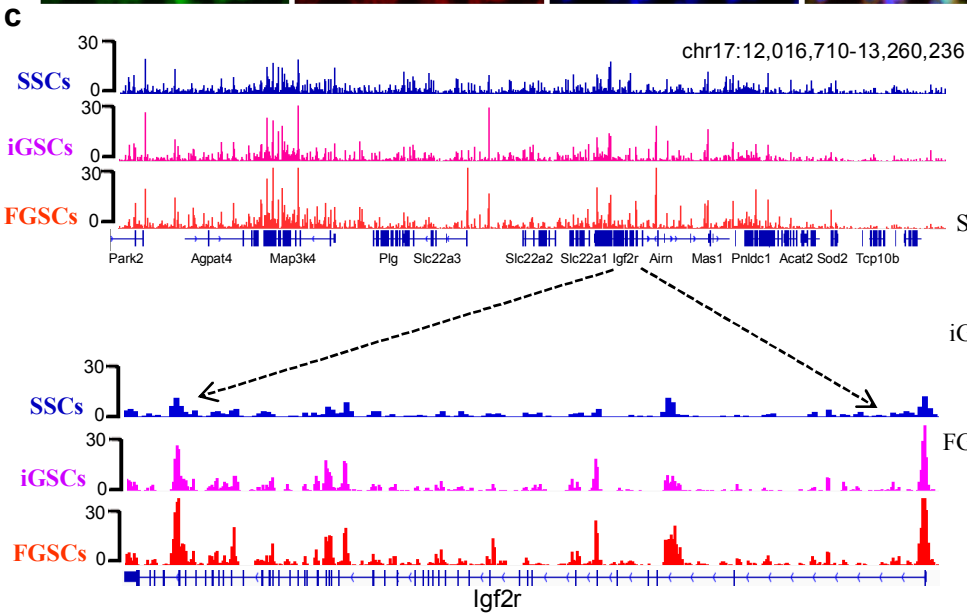 c
30
0
SSCs
chr17:12,016,710-13,260,236
30
0
iGSCs
30
0
FGSCs
S
Park2 Agpat4 Map3k4 Plg Slc22a3 Slc22a2 Slc22a1 Igf2r Airn Mas1 Pnldc1 Acat2 Sod2 Tcp10b
iG
30
0
SSCs
FG
30
0
iGSCs
30
0
FGSCs
Igf2r